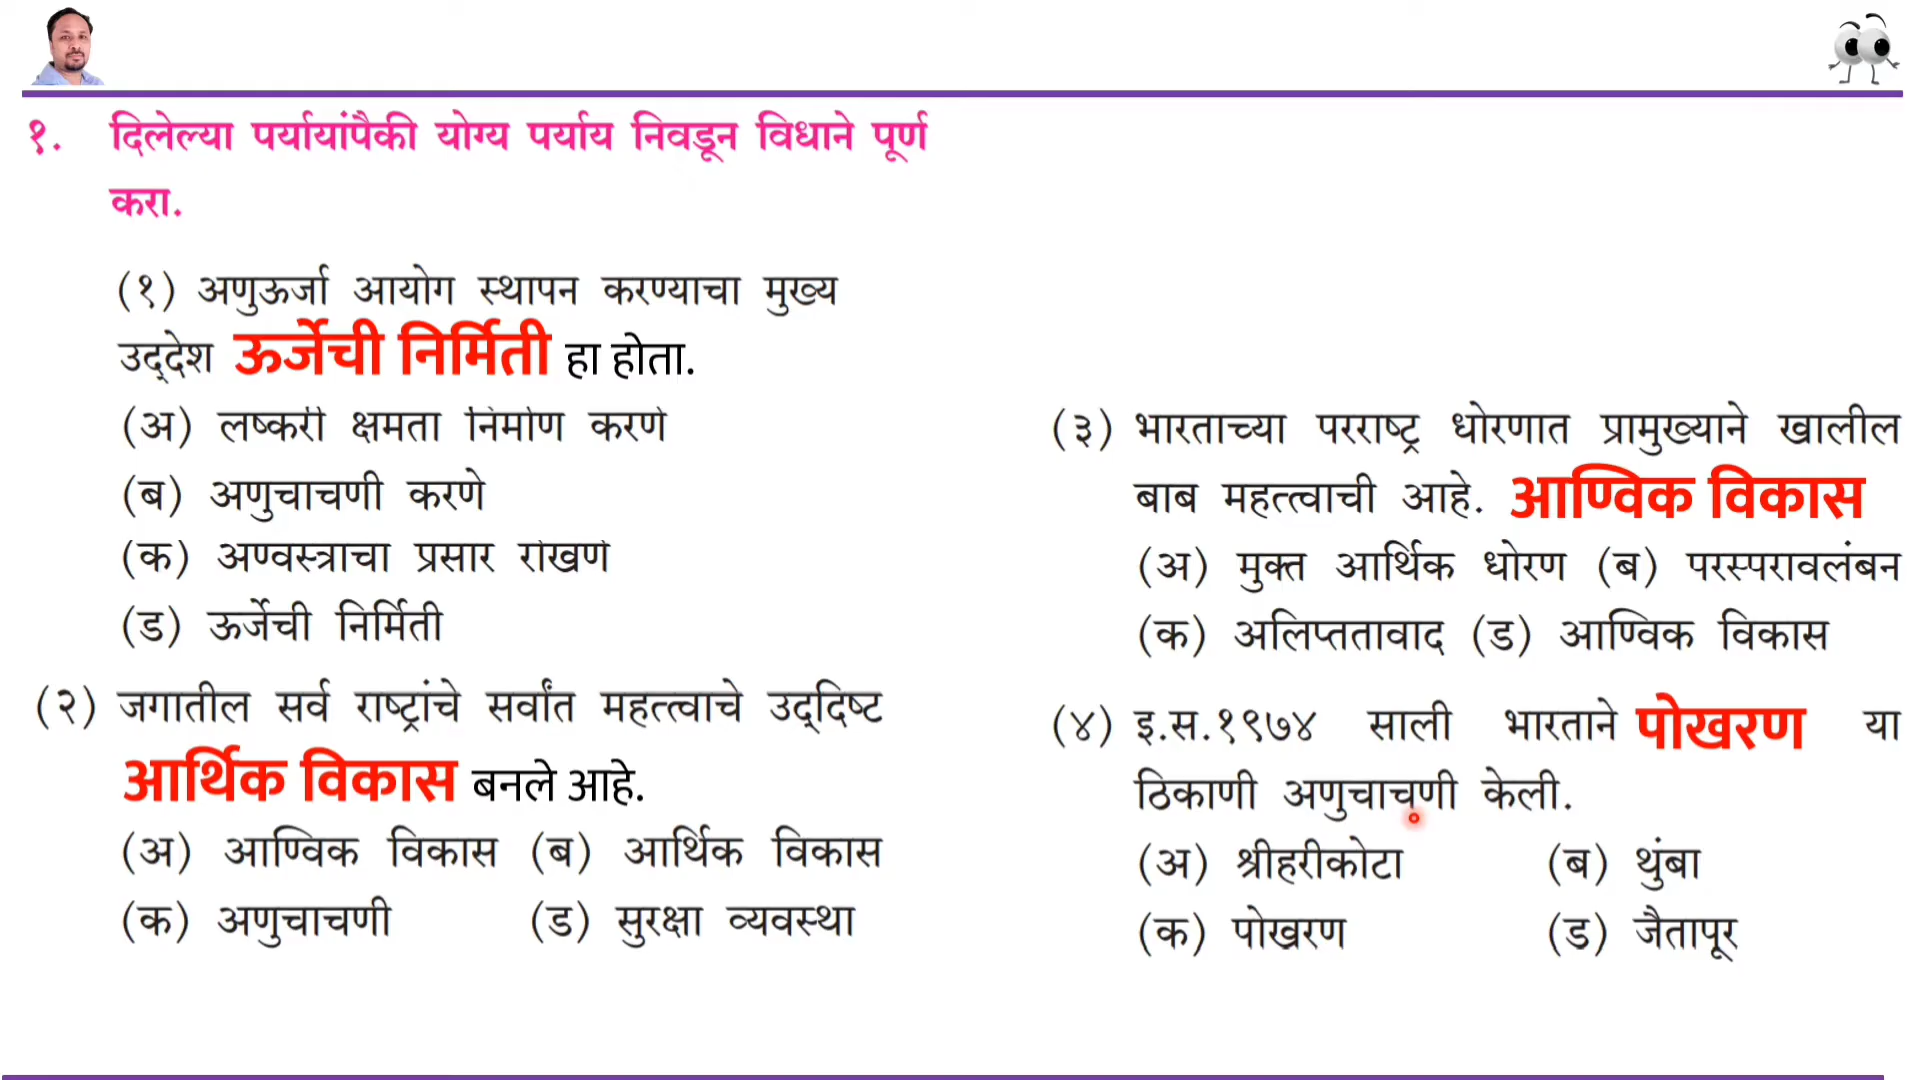 १. दिलेल्या पर्यायांपैकी योग्य पर्याय निवडून विधाने पूर्ण
करा.
(१) अणुऊर्जा आयोग स्थापन करण्याचा मुख्य
उद्‌देश ऊर्जेची निर्मिती हा होता.
(अ) लष्करी क्षमता निर्माण करणे
(ब) अणुचाचणी करणे
(क) अण्वस्त्राचा प्रसार रोखणे
(ड) ऊर्जेची निर्मिती
(२) जगातील सर्व राष्ट्रांचे सर्वांत महत्त्वाचे उद्‌दिष्ट
आर्थिक विकास बनले आहे.
(अ) आण्विक विकास (ब) आर्थिक विकास
(क) अणुचाचणी (ड) सुरक्षा व्यवस्था
(३) भारताच्या परराष्ट्र धोरणात प्रामुख्याने खालील
बाब महत्त्वाची आहे. आण्विक विकास
(अ) मुक्त आर्थिक धोरण (ब) परस्परावलंबन
(क) अलिप्ततावाद (ड) आण्विक विकास
(४) इ.स.१९७४ साली भारताने पोखरण या
ठिकाणी अणुचाचणी केली.
(अ) श्रीहरीकोटा (ब) थुंबा
(क) पोखरण (ड) जैतापूर